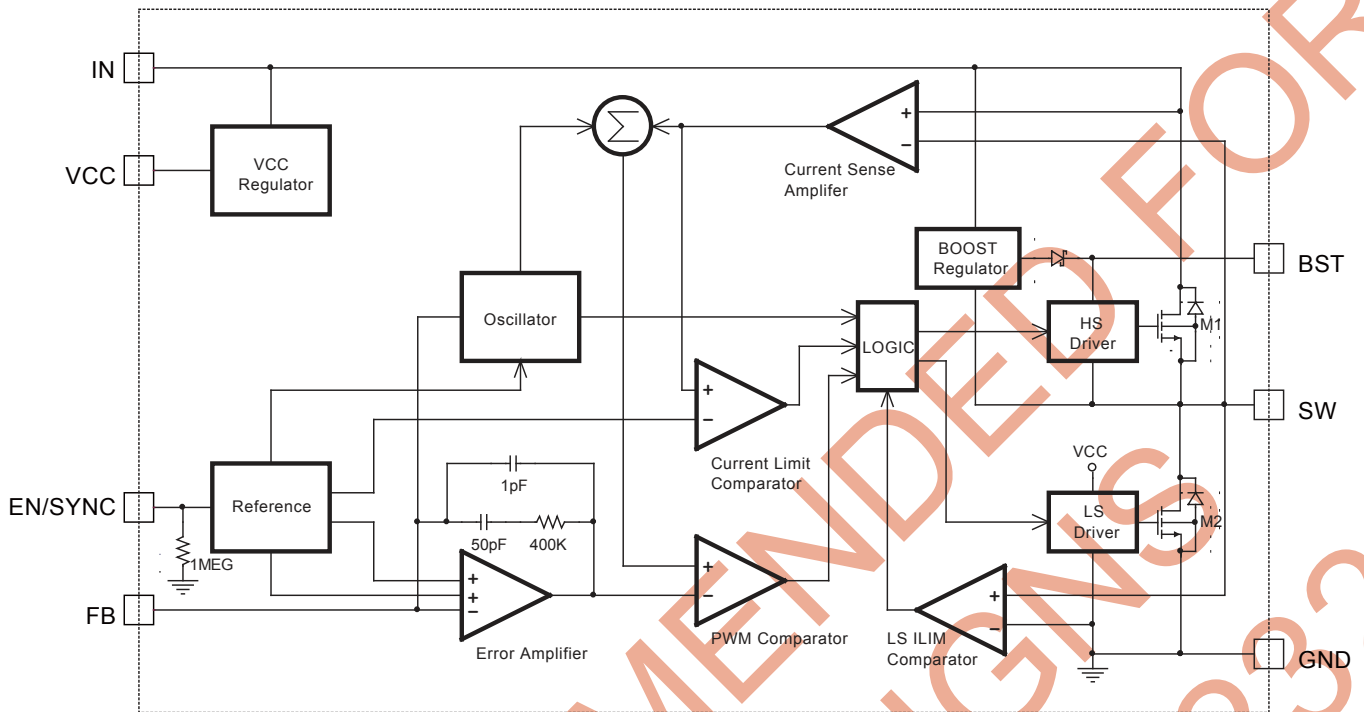 IN
VCC
VCC
Regulator
Σ
+
−
Current Sense
Amplifer
BOOST
Regulator
BST
Oscillator
LOGIC
HS
Driver
M1
+
−
Current Limit
Comparator
SW
VCC
EN/SYNC
Reference
1MEG
1pF
50pF
400K
LS
Driver
M2
FB
+
+
−
Error Amplifier
+
−
PWM Comparator
+
−
LS ILIM
Comparator
GND
MENDED FOR
IGNS